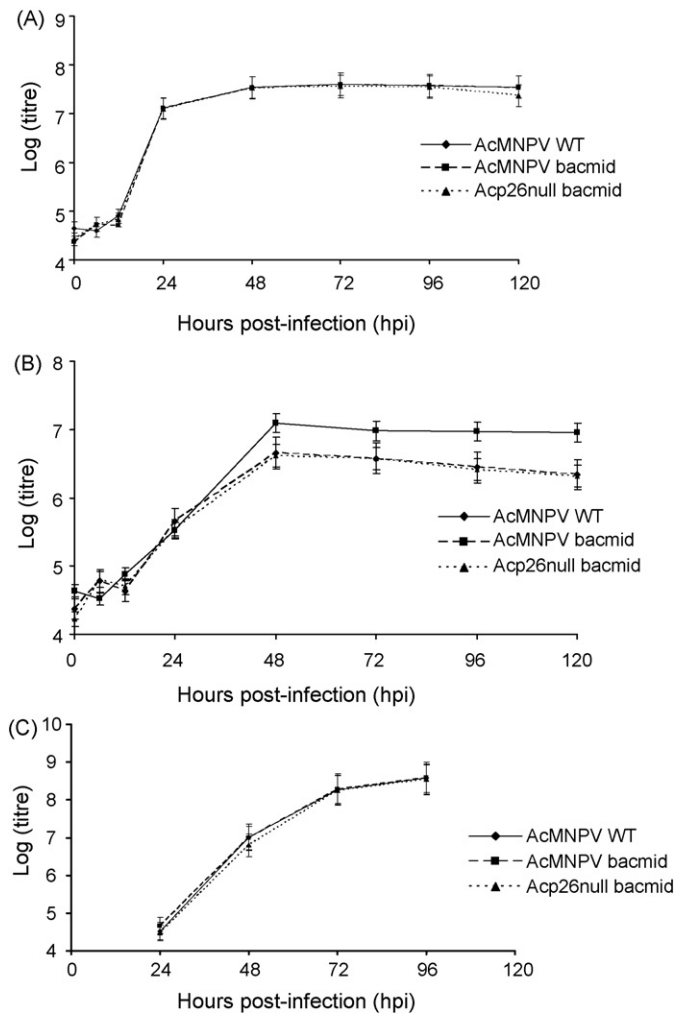 (A)
9
8
7
6
5
4
Log (titre)
0 24 48 72 96 120
Hours post-infection (hpi)
AcMNPV WT
AcMNPV bacmid
Acp26null bacmid
(B)
8
7
6
5
4
Log (titre)
0 24 48 72 96 120
Hours post-infection (hpi)
AcMNPV WT
AcMNPV bacmid
Acp26null bacmid
(C)
10
9
8
7
6
5
4
Log (titre)
0 24 48 72 96 120
Hours post-infection (hpi)
AcMNPV WT
AcMNPV bacmid
Acp26null bacmid